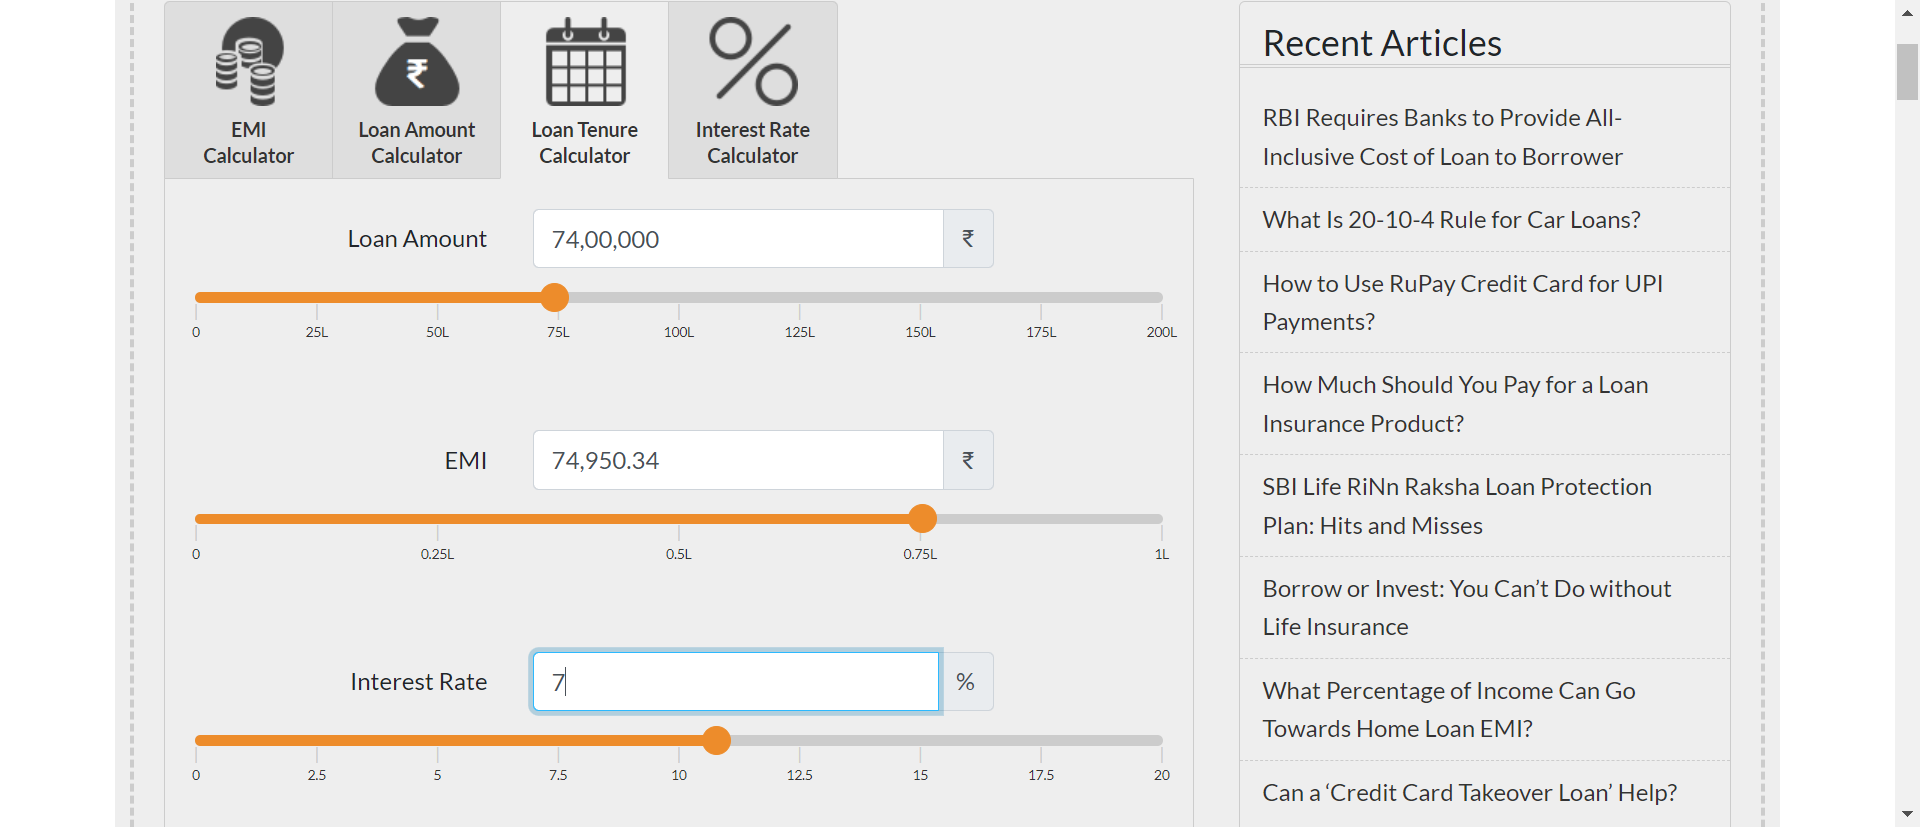 EMI
Calculator
Loan Amount
Calculator
Loan Tenure
Calculator
Interest Rate
Calculator
Loan Amount
74,00,000
₹
0 25L 50L 75L 100L 125L 150L 175L 200L
EMI
74,950.34
₹
0 0.25L 0.5L 0.75L 1L
Interest Rate
7
%
0 2.5 5 7.5 10 12.5 15 17.5 20
Recent Articles
RBI Requires Banks to Provide All-
Inclusive Cost of Loan to Borrower
What Is 20-10-4 Rule for Car Loans?
How to Use RuPay Credit Card for UPI
Payments?
How Much Should You Pay for a Loan
Insurance Product?
SBI Life RiNn Raksha Loan Protection
Plan: Hits and Misses
Borrow or Invest: You Can’t Do without
Life Insurance
What Percentage of Income Can Go
Towards Home Loan EMI?
Can a ‘Credit Card Takeover Loan’ Help?